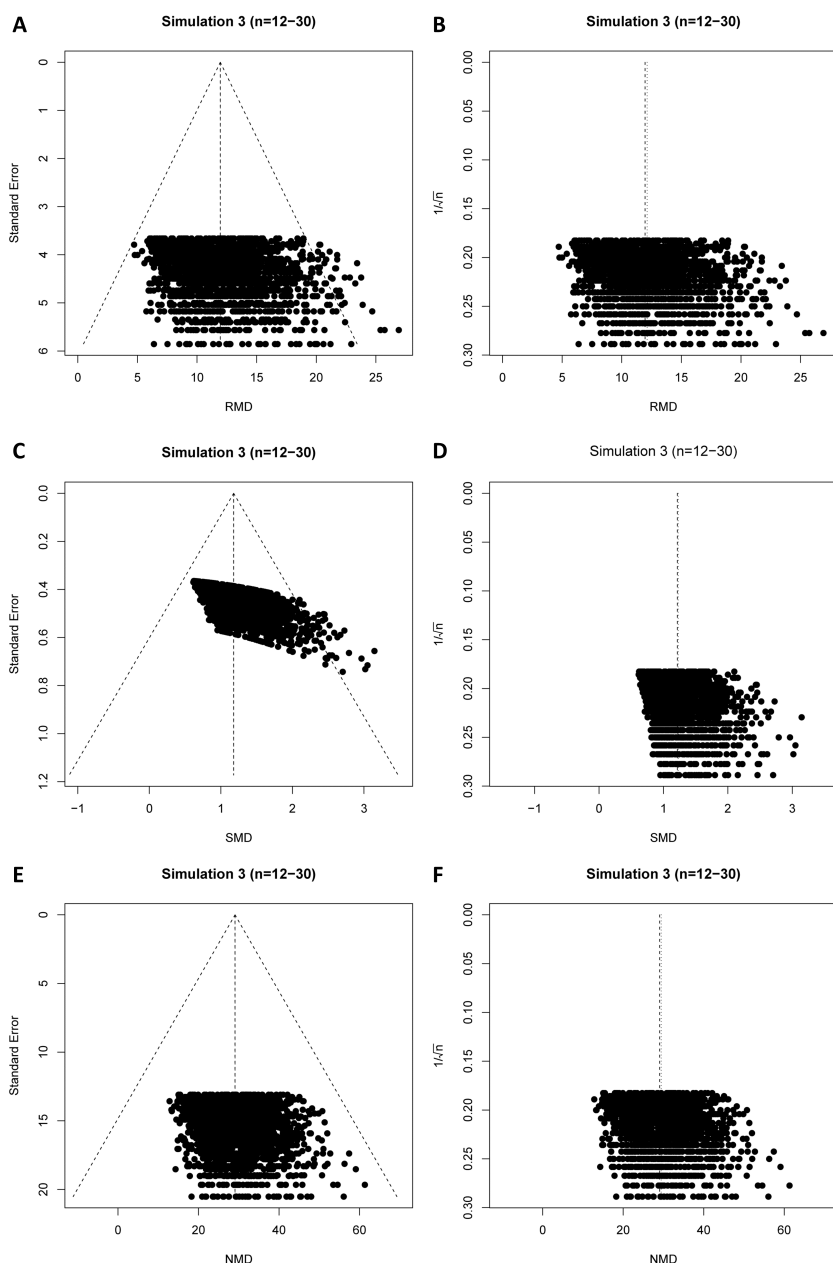 A
Simulation 3 (n=12−30)
Standard Error
0
1
2
3
4
5
6
0
5
10
15
20
25
RMD
B
Simulation 3 (n=12−30)
1/√n
0.00
0.05
0.10
0.15
0.20
0.25
0.30
0
5
10
15
20
25
RMD
C
Simulation 3 (n=12−30)
Standard Error
0.0
0.2
0.4
0.6
0.8
1.0
1.2
−1
0
1
2
3
SMD
D
Simulation 3 (n=12−30)
1/√n
0.00
0.05
0.10
0.15
0.20
0.25
0.30
−1
0
1
2
3
SMD
E
Simulation 3 (n=12−30)
Standard Error
0
5
10
15
20
0
20
40
60
NMD
F
Simulation 3 (n=12−30)
1/√n
0.00
0.05
0.10
0.15
0.20
0.25
0.30
0
20
40
60
NMD